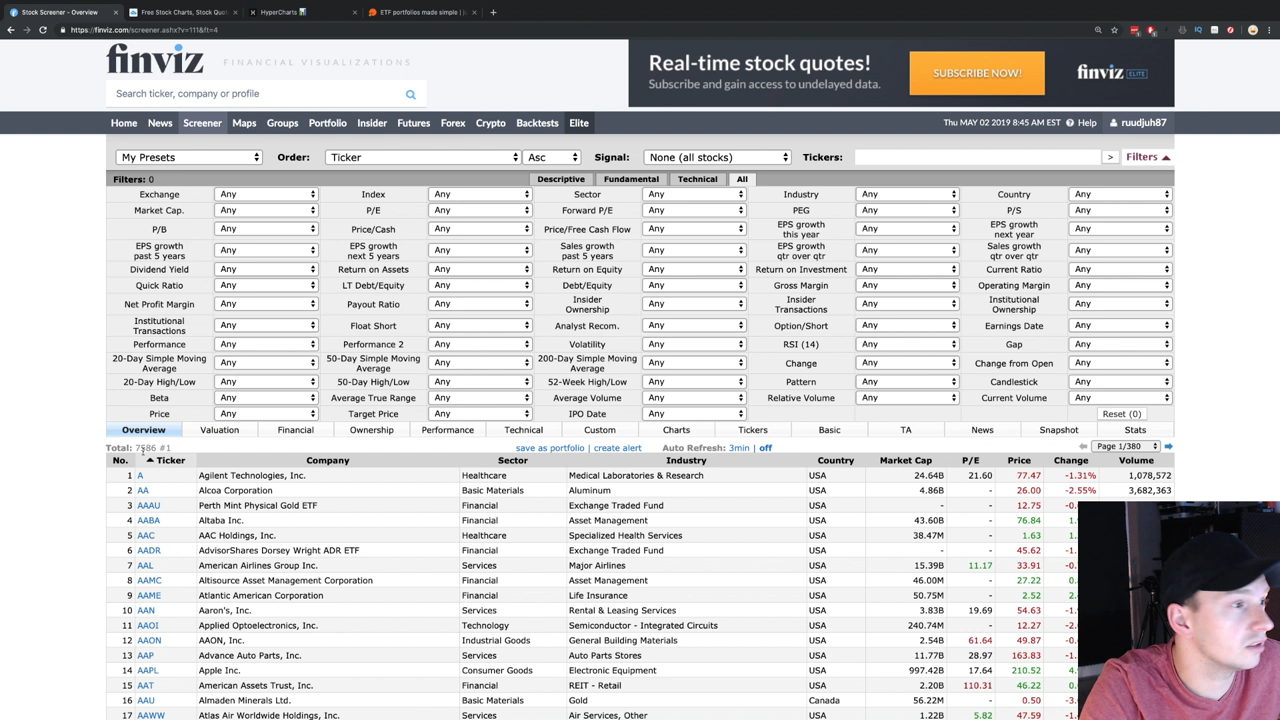 Stock Screener - Overview
Free Stock Charts, Stock Quot
HyperCharts
ETF portfolios made simple | j
https://finviz.com/screener.ashx?v=111&ft=4
finviz FINANCIAL VISUALIZATIONS
Search ticker, company or profile
Real-time stock quotes!
Subscribe and gain access to undelayed data.
SUBSCRIBE NOW!
finviz ELITE
Home News Screener Maps Groups Portfolio Insider Futures Forex Crypto Backtests Elite
Thu MAY 02 2019 8:45 AM EST Help ruudjuh87
My Presets Order: Ticker Asc Signal: None (all stocks) Tickers: > Filters
Filters: 0 Descriptive Fundamental Technical All
Exchange Any Index Any Sector Any Industry Any Country Any
Market Cap. Any P/E Any Forward P/E Any PEG Any P/S Any
P/B Any Price/Cash Any Price/Free Cash Flow Any EPS growth this year Any EPS growth next year Any
EPS growth past 5 years Any EPS growth next 5 years Any Sales growth past 5 years Any EPS growth qtr over qtr Any Sales growth qtr over qtr Any
Dividend Yield Any Return on Assets Any Return on Equity Any Return on Investment Any Current Ratio Any
Quick Ratio Any LT Debt/Equity Any Debt/Equity Any Gross Margin Any Operating Margin Any
Net Profit Margin Any Payout Ratio Any Insider Ownership Any Insider Transactions Any Institutional Ownership Any
Institutional Transactions Any Float Short Any Analyst Recom. Any Option/Short Any Earnings Date Any
Performance Any Performance 2 Any Volatility Any RSI (14) Any Gap Any
20-Day Simple Moving Average Any 50-Day Simple Moving Average Any 200-Day Simple Moving Average Any Change Any Change from Open Any
20-Day High/Low Any 50-Day High/Low Any 52-Week High/Low Any Pattern Any Candlestick Any
Beta Any Average True Range Any Average Volume Any Relative Volume Any Current Volume Any
Price Any Target Price Any IPO Date Any Reset (0)
Overview Valuation Financial Ownership Performance Technical Custom Charts Tickers Basic TA News Snapshot Stats
Total: 7586 #1 save as portfolio | create alert Auto Refresh: 3min | off Page 1/380
No. Ticker Company Sector Industry Country Market Cap P/E Price Change Volume
1 A Agilent Technologies, Inc. Healthcare Medical Laboratories & Research USA 24.64B 21.60 77.47 -1.31% 1,078,572
2 AA Alcoa Corporation Basic Materials Aluminum USA 4.86B - 26.00 -2.55% 3,682,363
3 AAAU Perth Mint Physical Gold ETF Financial Exchange Traded Fund USA - - 12.75 -0.
4 AABA Altaba Inc. Financial Asset Management USA 43.60B - 76.84 1.
5 AAC AAC Holdings, Inc. Healthcare Specialized Health Services USA 38.47M - 1.63 1.
6 AADR AdvisorShares Dorsey Wright ADR ETF Financial Exchange Traded Fund USA - - 45.62 -1.
7 AAL American Airlines Group Inc. Services Major Airlines USA 15.39B 11.17 33.91 -0.
8 AAMC Altisource Asset Management Corporation Financial Asset Management USA 46.00M - 27.22 0.
9 AAME Atlantic American Corporation Financial Life Insurance USA 50.75M - 2.52 2.
10 AAN Aaron's, Inc. Services Rental & Leasing Services USA 3.83B 19.69 54.63 -1.
11 AAOI Applied Optoelectronics, Inc. Technology Semiconductor - Integrated Circuits USA 240.74M - 12.27 -2.
12 AAON AAON, Inc. Industrial Goods General Building Materials USA 2.54B 61.64 49.87 -0.
13 AAP Advance Auto Parts, Inc. Services Auto Parts Stores USA 11.77B 28.97 163.83 -1.
14 AAPL Apple Inc. Consumer Goods Electronic Equipment USA 997.42B 17.64 210.52 4.
15 AAT American Assets Trust, Inc. Financial REIT - Retail USA 2.20B 110.31 46.22 0.
16 AAU Almaden Minerals Ltd. Basic Materials Gold Canada 56.22M - 0.50 -3.
17 AAWW Atlas Air Worldwide Holdings, Inc. Services Air Services, Other USA 1.22B 5.82 47.59 -1.